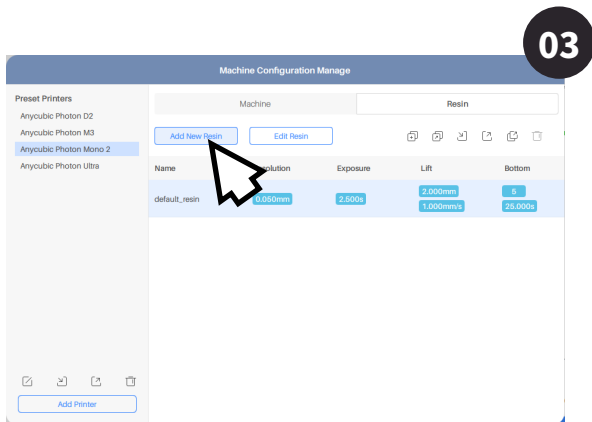 03
Machine Configuration Manage
Preset Printers
Anycubic Photon D2
Anycubic Photon M3
Anycubic Photon Mono 2
Anycubic Photon Ultra
Add Printer
Machine Resin
Add New Resin Edit Resin
Name olution Exposure Lift Bottom
default_resin 0.050mm 2.500s 2.000mm 5
1.000mm/s 25.000s